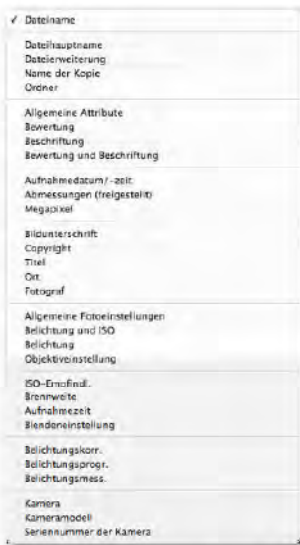 ✓ Dateiname
Dateihauptname
Dateierweiterung
Name der Kopie
Ordner
Allgemeine Attribute
Bewertung
Beschriftung
Bewertung und Beschriftung
Aufnahmedatum/-zeit
Abmessungen (freigestellt)
Megapixel
Bildunterschrift
Copyright
Titel
Ort
Fotograf
Allgemeine Fotoeinstellungen
Belichtung und ISO
Belichtung
Objektiveinstellung
ISO-Empfindl.
Brennweite
Aufnahmezeit
Blendeneinstellung
Belichtungskorr.
Belichtungsprogr.
Belichtungsmess.
Kamera
Kameramodell
Seriennummer der Kamera